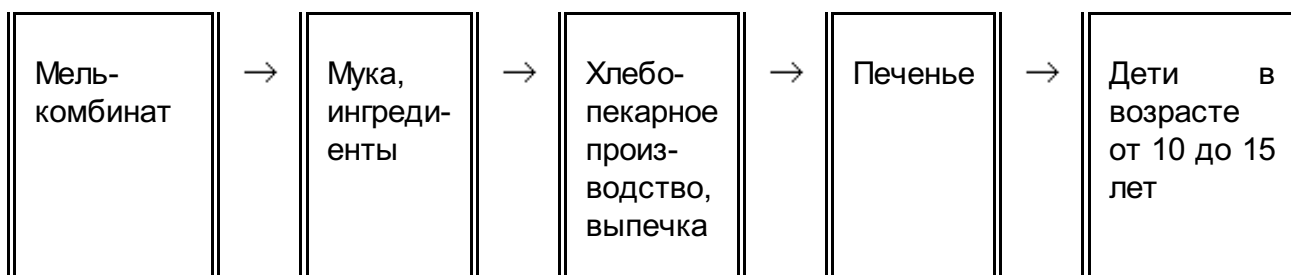 Мель-
комбинат
→
Мука,
ингреди-
енты
→
Хлебо-
пекарное
произ-
водство,
выпечка
→
Печенье
→
Дети в
возрасте
от 10 до 15
лет